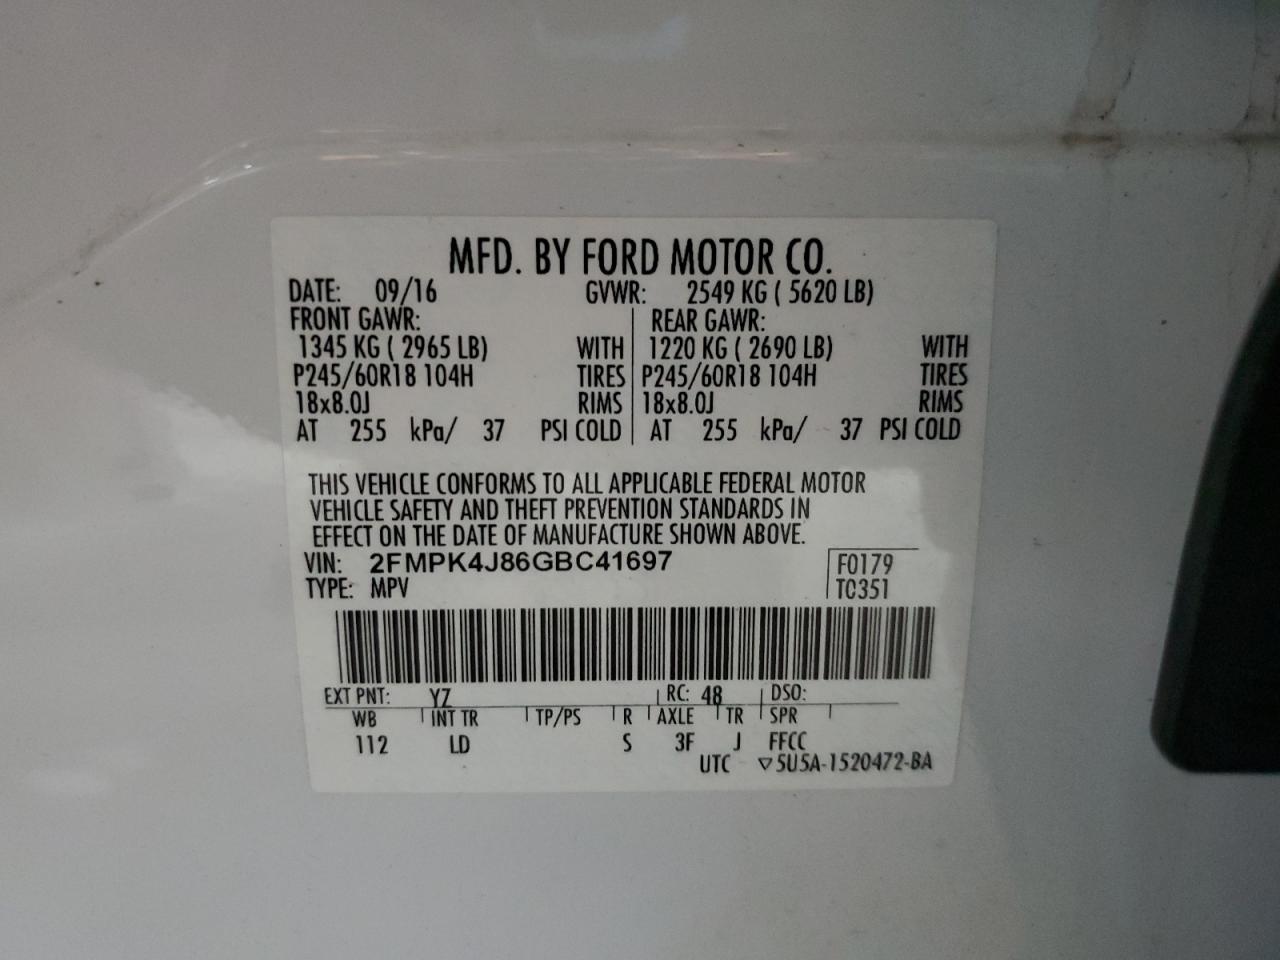 MFD. BY FORD MOTOR CO.
DATE: 09/16 GVWR: 2549 KG ( 5620 LB)
FRONT GAWR: REAR GAWR:
1345 KG ( 2965 LB) WITH 1220 KG ( 2690 LB) WITH
P245/60R18 104H TIRES P245/60R18 104H TIRES
18x8.0J RIMS 18x8.0J RIMS
AT 255 kPa/ 37 PSI COLD AT 255 kPa/ 37 PSI COLD
THIS VEHICLE CONFORMS TO ALL APPLICABLE FEDERAL MOTOR
VEHICLE SAFETY AND THEFT PREVENTION STANDARDS IN
EFFECT ON THE DATE OF MANUFACTURE SHOWN ABOVE.
VIN: 2FMPK4J86GBC41697 F0179
TYPE: MPV T0351
EXT PNT: YZ RC: 48 DSO:
WB INT TR TP/PS R AXLE TR SPR
112 LD S 3F J FFCC
UTC ▽5U5A-1520472-BA